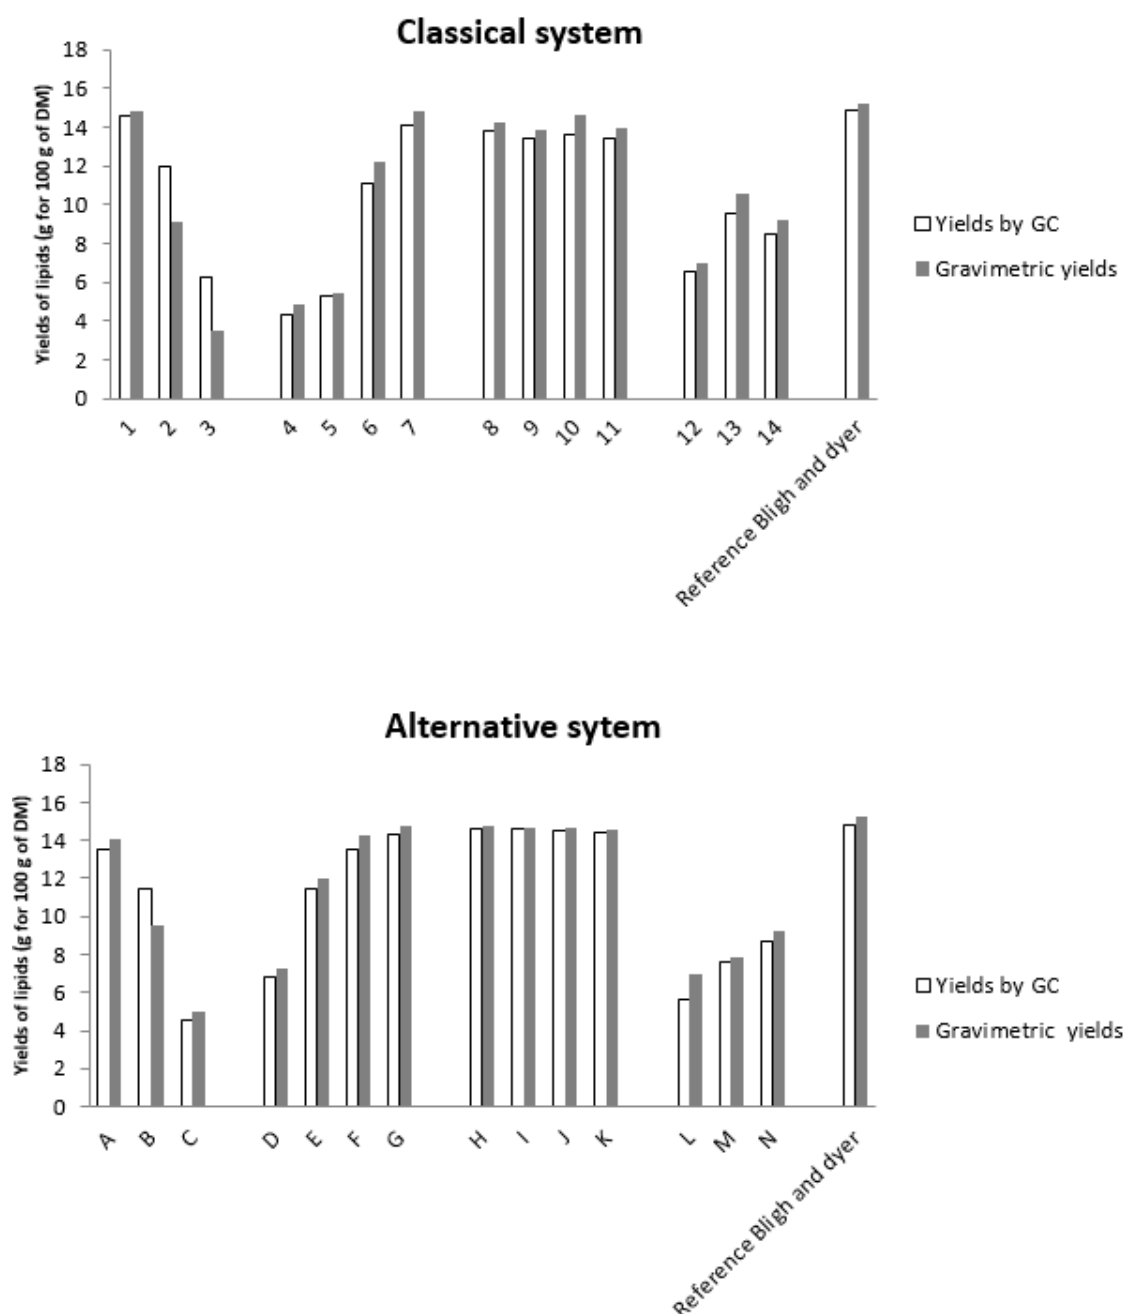 Classical system
18
16
14
12
10
8
6
4
2
0
Yields of lipids (g for 100 g of DM)
1 2 3 4 5 6 7 8 9 10 11 12 13 14 Reference Bligh and dyer
Yields by GC
Gravimetric yields
Alternative sytem
18
16
14
12
10
8
6
4
2
0
Yields of lipids (g for 100 g of DM)
A B C D E F G H I J K L M N Reference Bligh and dyer
Yields by GC
Gravimetric yields